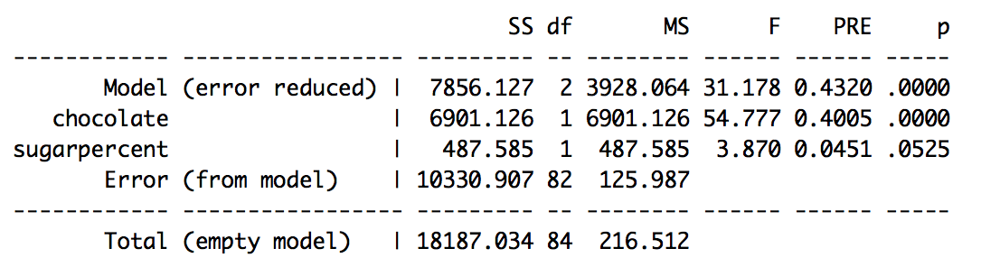 SS df       MS      F    PRE     p
------------ ----------------- --------- -- -------- ------ ------ -----
       Model (error reduced) |  7856.127  2 3928.064 31.178 0.4320 .0000
   chocolate                 |  6901.126  1 6901.126 54.777 0.4005 .0000
sugarpercent                 |   487.585  1  487.585  3.870 0.0451 .0525
       Error (from model)    | 10330.907 82  125.987
------------ ----------------- --------- -- -------- ------ ------ -----
       Total (empty model)   | 18187.034 84  216.512